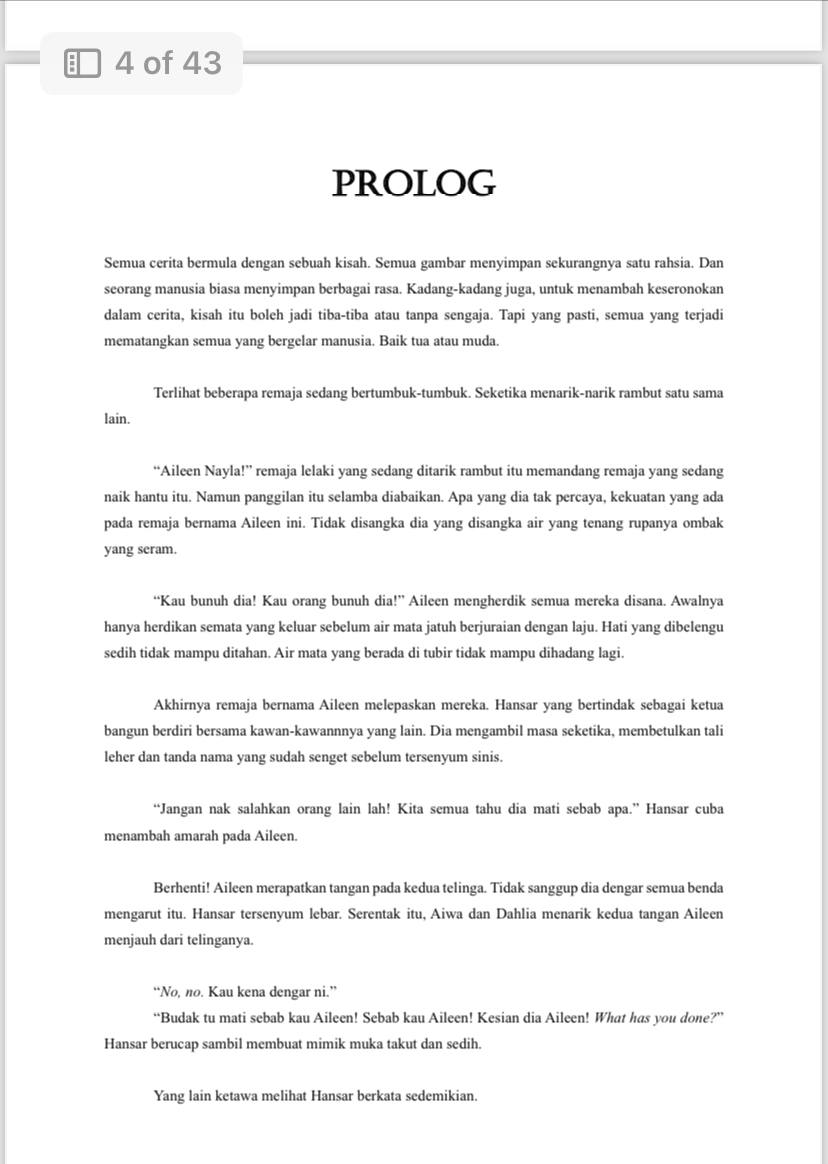 4 of 43
PROLOG
Semua cerita bermula dengan sebuah kisah. Semua gambar menyimpan sekurangnya satu rahsia. Dan
seorang manusia biasa menyimpan berbagai rasa. Kadang-kadang juga, untuk menambah keseronokan
dalam cerita, kisah itu boleh jadi tiba-tiba atau tanpa sengaja. Tapi yang pasti, semua yang terjadi
mematangkan semua yang bergelar manusia. Baik tua atau muda.
Terlihat beberapa remaja sedang bertumbuk-tumbuk. Seketika menarik-narik rambut satu sama
lain.
“Aileen Nayla!” remaja lelaki yang sedang ditarik rambut itu memandang remaja yang sedang
naik hantu itu. Namun panggilan itu selamba diabaikan. Apa yang dia tak percaya, kekuatan yang ada
pada remaja bernama Aileen ini. Tidak disangka dia yang disangka air yang tenang rupanya ombak
yang seram.
“Kau bunuh dia! Kau orang bunuh dia!” Aileen mengherdik semua mereka disana. Awalnya
hanya herdikan semata yang keluar sebelum air mata jatuh berjuraian dengan laju. Hati yang dibelengu
sedih tidak mampu ditahan. Air mata yang berada di tubir tidak mampu dihadang lagi.
Akhirnya remaja bernama Aileen melepaskan mereka. Hansar yang bertindak sebagai ketua
bangun berdiri bersama kawan-kawannnya yang lain. Dia mengambil masa seketika, membetulkan tali
leher dan tanda nama yang sudah senget sebelum tersenyum sinis.
“Jangan nak salahkan orang lain lah! Kita semua tahu dia mati sebab apa.” Hansar cuba
menambah amarah pada Aileen.
Berhenti! Aileen merapatkan tangan pada kedua telinga. Tidak sanggup dia dengar semua benda
mengarut itu. Hansar tersenyum lebar. Serentak itu, Aiwa dan Dahlia menarik kedua tangan Aileen
menjauh dari telinganya.
“No, no. Kau kena dengar ni.”
“Budak tu mati sebab kau Aileen! Sebab kau Aileen! Kesian dia Aileen! What has you done?”
Hansar berucap sambil membuat mimik muka takut dan sedih.
Yang lain ketawa melihat Hansar berkata sedemikian.